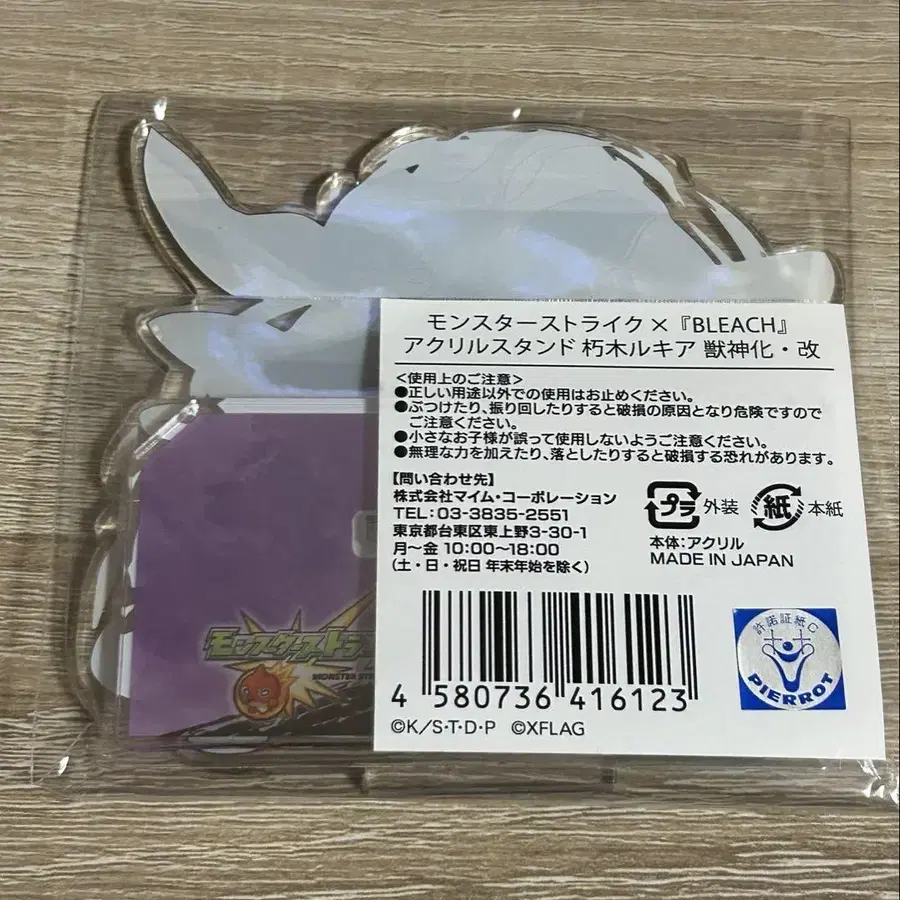 モンスターストライク×『BLEACH』
アクリルスタンド 朽木ルキア 獣神化・改
＜使用上のご注意＞
●正しい用途以外での使用はお止めください。
●ぶつけたり、振り回したりすると破損の原因となり危険ですので
ご注意ください。
●小さなお子様が誤って使用しないようご注意ください。
●無理な力を加えたり、落としたりすると破損する恐れがあります。
【問い合わせ先】
株式会社マイム・コーポレーション
TEL：03-3835-2551
東京都台東区東上野3-30-1
月〜金 10:00〜18:00
（土・日・祝日 年末年始を除く）
プラ 外装
紙 本紙
本体：アクリル
MADE IN JAPAN
モンスターストラ
MONSTER
4 580736 416123
許諾証紙C
PIERROT
©K/S・T・D・P ©XFLAG